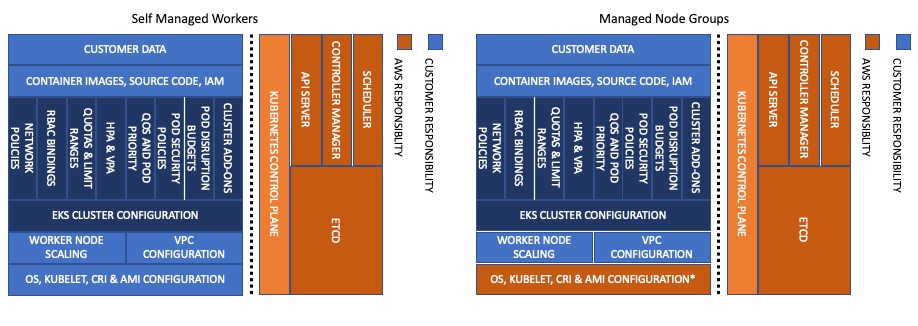 Self Managed Workers
CUSTOMER DATA
CONTAINER IMAGES, SOURCE CODE, IAM
NETWORK
POLICIES
RBAC BINDINGS
QUOTAS & LIMIT
RANGES
HPA & VPA
QOS AND POD
PRIORITY
POD SECURITY
POLICIES
POD DISRUPTION
BUDGETS
CLUSTER ADD-ONS
EKS CLUSTER CONFIGURATION
WORKER NODE
SCALING
VPC
CONFIGURATION
OS, KUBELET, CRI & AMI CONFIGURATION
KUBERNETES CONTROL PLANE
API SERVER
CONTROLLER
MANAGER
SCHEDULER
ETCD
AWS RESPONSIBLITY
CUSTOMER RESPONSIBILITY
Managed Node Groups
CUSTOMER DATA
CONTAINER IMAGES, SOURCE CODE, IAM
NETWORK
POLICIES
RBAC BINDINGS
QUOTAS & LIMIT
RANGES
HPA & VPA
QOS AND POD
PRIORITY
POD SECURITY
POLICIES
POD DISRUPTION
BUDGETS
CLUSTER ADD-ONS
EKS CLUSTER CONFIGURATION
WORKER NODE
SCALING
VPC
CONFIGURATION
OS, KUBELET, CRI & AMI CONFIGURATION*
KUBERNETES CONTROL PLANE
API SERVER
CONTROLLER
MANAGER
SCHEDULER
ETCD
AWS RESPONSIBLITY
CUSTOMER RESPONSIBILITY